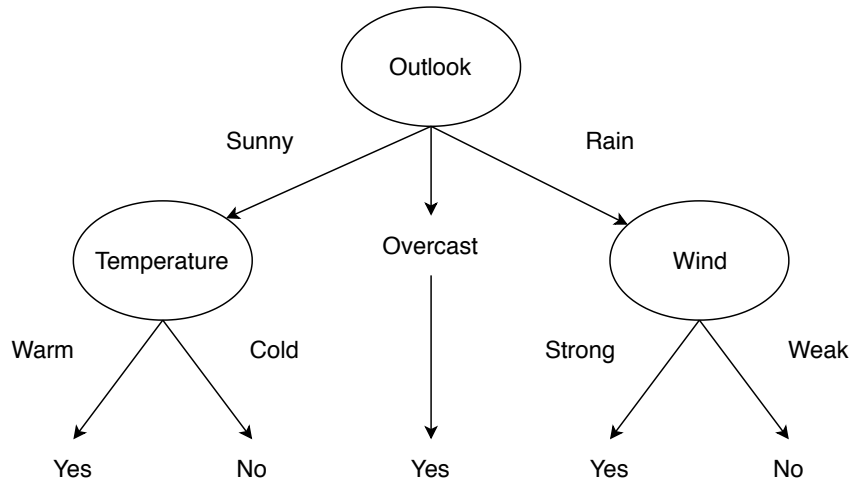 Outlook
Sunny
Rain
Temperature
Overcast
Wind
Warm
Cold
Strong
Weak
Yes
No
Yes
Yes
No